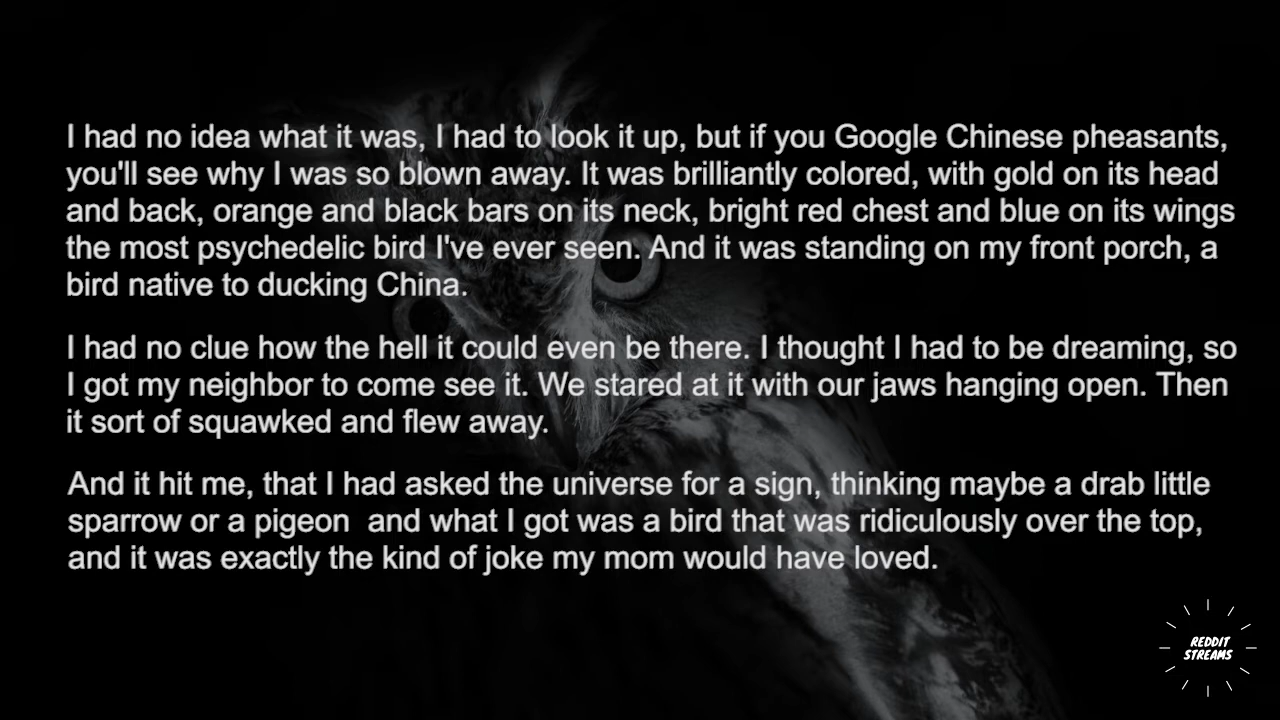 I had no idea what it was, I had to look it up, but if you Google Chinese pheasants,
you'll see why I was so blown away. It was brilliantly colored, with gold on its head
and back, orange and black bars on its neck, bright red chest and blue on its wings
the most psychedelic bird I've ever seen. And it was standing on my front porch, a
bird native to ducking China.
I had no clue how the hell it could even be there. I thought I had to be dreaming, so
I got my neighbor to come see it. We stared at it with our jaws hanging open. Then
it sort of squawked and flew away.
And it hit me, that I had asked the universe for a sign, thinking maybe a drab little
sparrow or a pigeon  and what I got was a bird that was ridiculously over the top,
and it was exactly the kind of joke my mom would have loved.
REDDIT
STREAMS